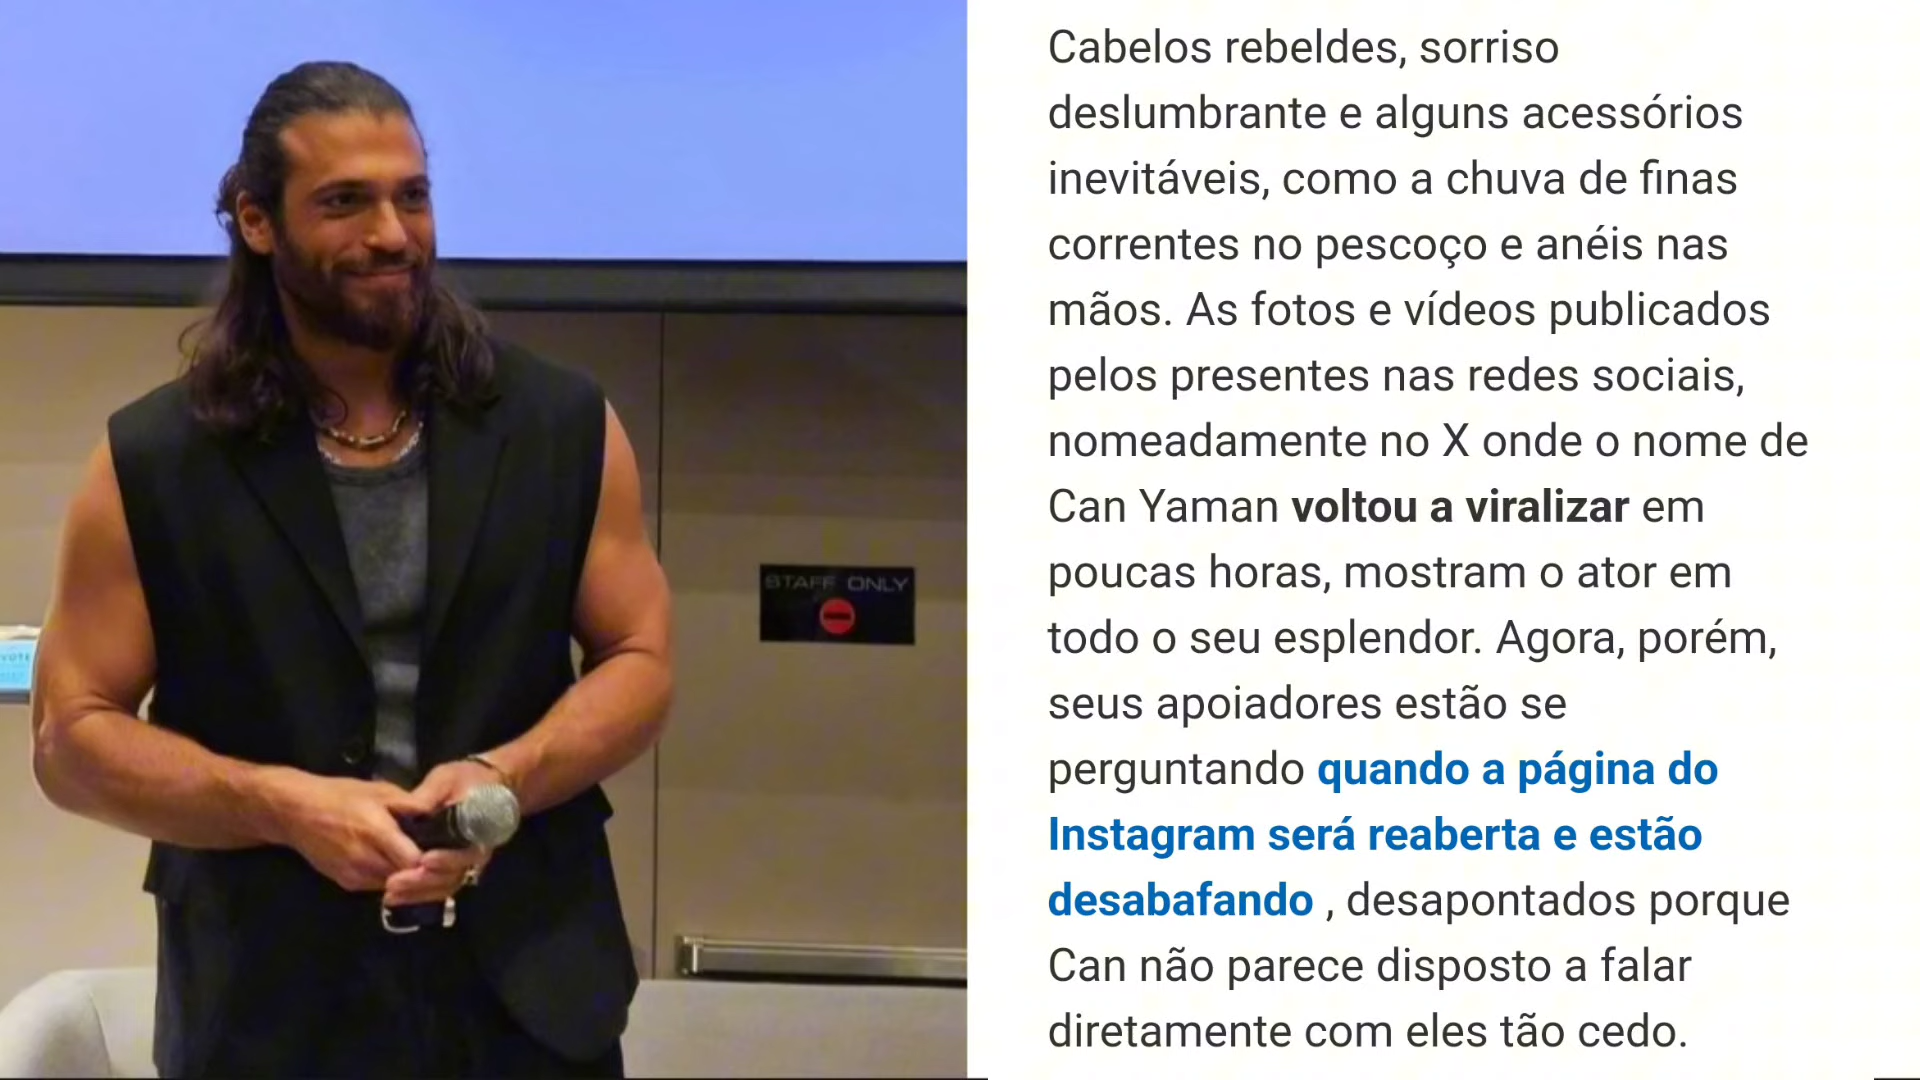 Cabelos rebeldes, sorriso
deslumbrante e alguns acessórios
inevitáveis, como a chuva de finas
correntes no pescoço e anéis nas
mãos. As fotos e vídeos publicados
pelos presentes nas redes sociais,
nomeadamente no X onde o nome de
Can Yaman voltou a viralizar em
poucas horas, mostram o ator em
todo o seu esplendor. Agora, porém,
seus apoiadores estão se
perguntando quando a página do
Instagram será reaberta e estão
desabafando , desapontados porque
Can não parece disposto a falar
diretamente com eles tão cedo.
STAFF ONLY
VOTE